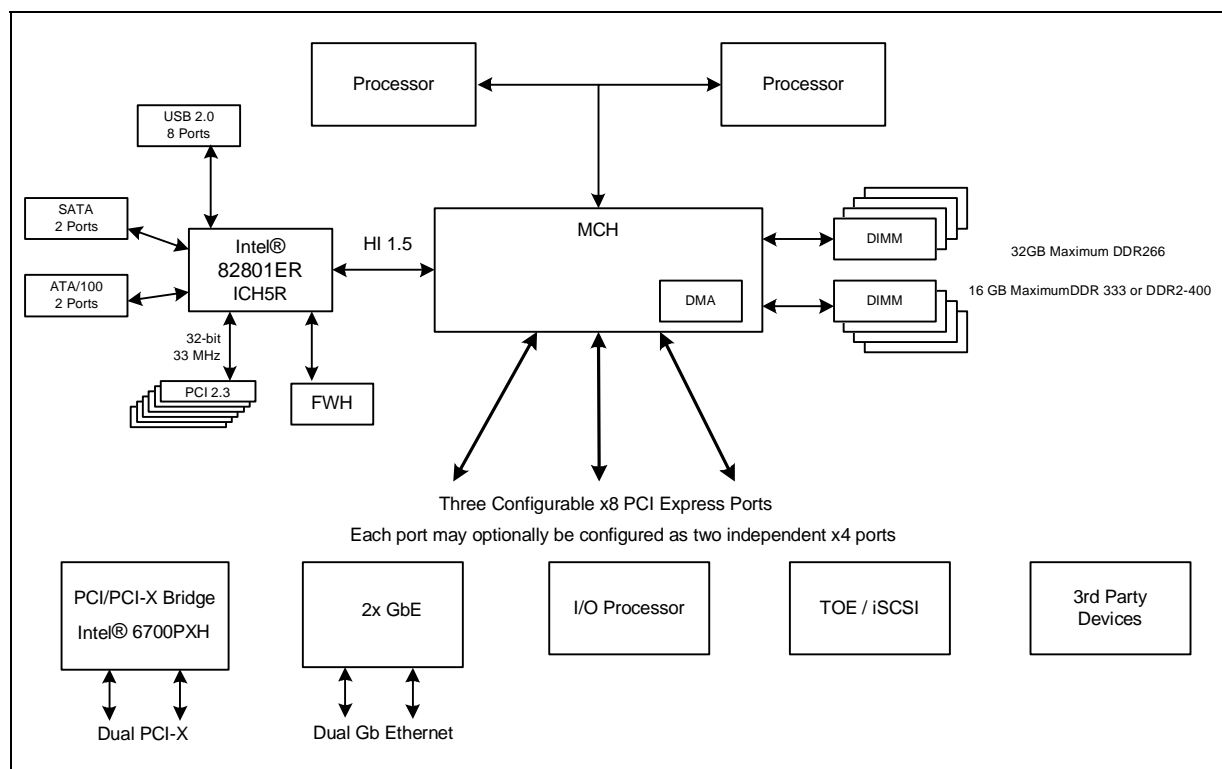 Processor
Processor
USB 2.0
8 Ports
SATA
2 Ports
ATA/100
2 Ports
Intel®
82801ER
ICH5R
HI 1.5
MCH
DMA
DIMM
DIMM
32GB Maximum DDR266
16 GB MaximumDDR 333 or DDR2-400
32-bit
33 MHz
PCI 2.3
FWH
Three Configurable x8 PCI Express Ports
Each port may optionally be configured as two independent x4 ports
PCI/PCI-X Bridge
Intel® 6700PXH
2x GbE
I/O Processor
TOE / iSCSI
3rd Party
Devices
Dual PCI-X
Dual Gb Ethernet